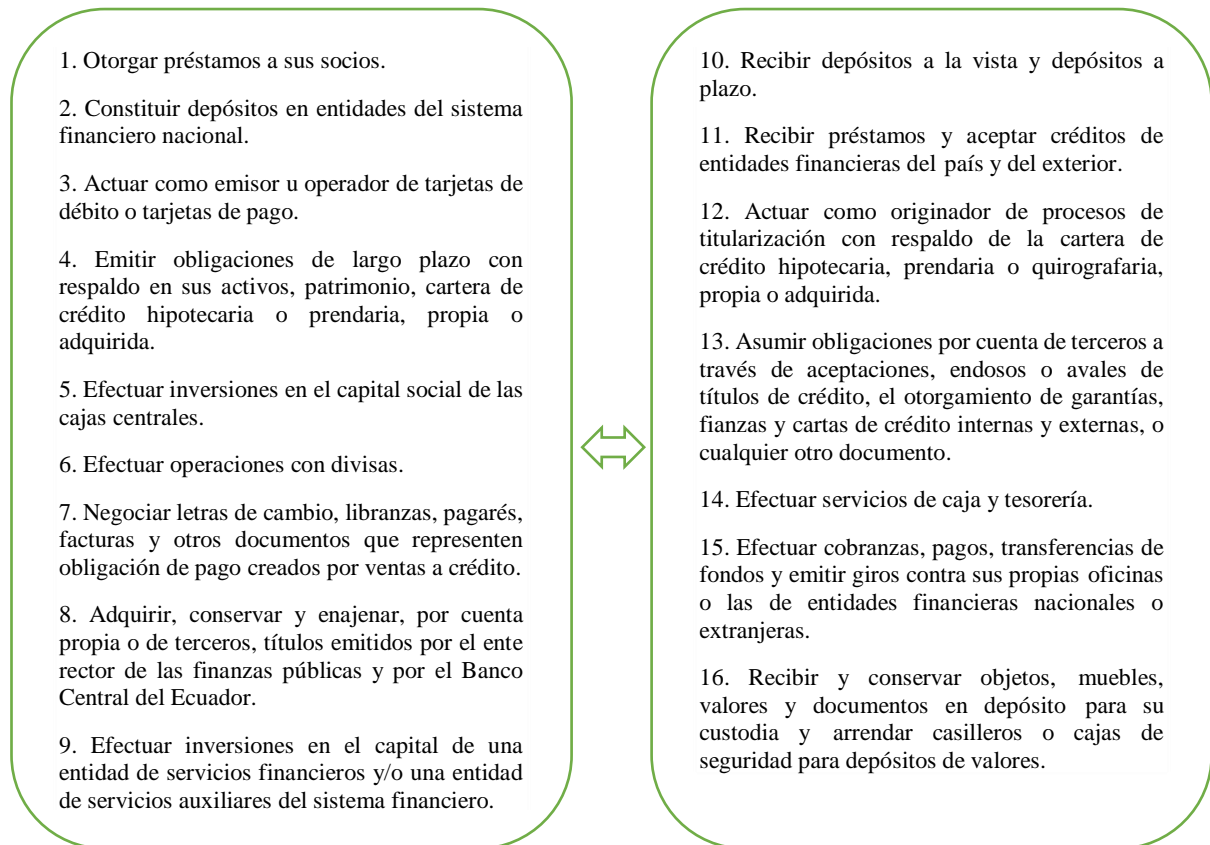 1. Otorgar préstamos a sus socios.
2. Constituir depósitos en entidades del sistema
financiero nacional.
3. Actuar como emisor u operador de tarjetas de
débito o tarjetas de pago.
4. Emitir obligaciones de largo plazo con
respaldo en sus activos, patrimonio, cartera de
crédito hipotecaria o prendaria, propia o
adquirida.
5. Efectuar inversiones en el capital social de las
cajas centrales.
6. Efectuar operaciones con divisas.
7. Negociar letras de cambio, libranzas, pagarés,
facturas y otros documentos que representen
obligación de pago creados por ventas a crédito.
8. Adquirir, conservar y enajenar, por cuenta
propia o de terceros, títulos emitidos por el ente
rector de las finanzas públicas y por el Banco
Central del Ecuador.
9. Efectuar inversiones en el capital de una
entidad de servicios financieros y/o una entidad
de servicios auxiliares del sistema financiero.
10. Recibir depósitos a la vista y depósitos a
plazo.
11. Recibir préstamos y aceptar créditos de
entidades financieras del país y del exterior.
12. Actuar como originador de procesos de
titularización con respaldo de la cartera de
crédito hipotecaria, prendaria o quirografaria,
propia o adquirida.
13. Asumir obligaciones por cuenta de terceros a
través de aceptaciones, endosos o avales de
títulos de crédito, el otorgamiento de garantías,
fianzas y cartas de crédito internas y externas, o
cualquier otro documento.
14. Efectuar servicios de caja y tesorería.
15. Efectuar cobranzas, pagos, transferencias de
fondos y emitir giros contra sus propias oficinas
o las de entidades financieras nacionales o
extranjeras.
16. Recibir y conservar objetos, muebles,
valores y documentos en depósito para su
custodia y arrendar casilleros o cajas de
seguridad para depósitos de valores.